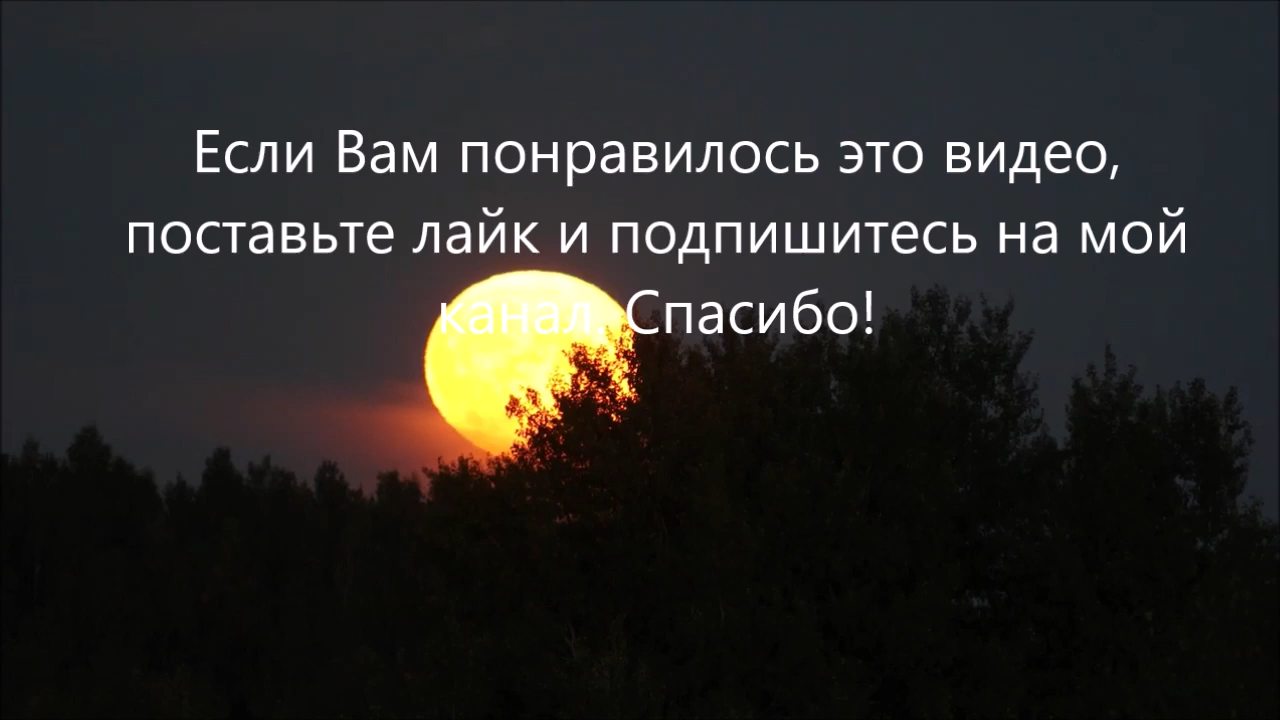 Если Вам понравилось это видео,
поставьте лайк и подпишитесь на мой
канал. Спасибо!